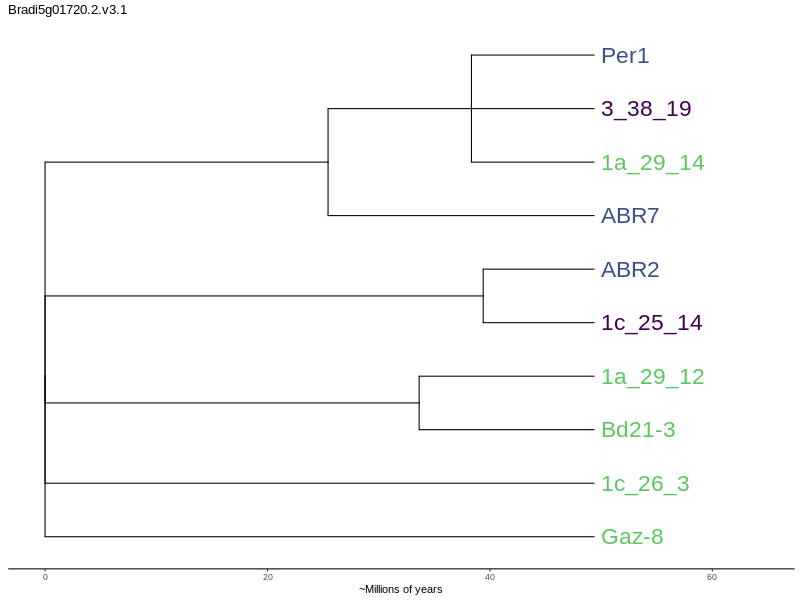 Bradi5g01720.2.v3.1
Per1
3_38_19
1a_29_14
ABR7
ABR2
1c_25_14
1a_29_12
Bd21-3
1c_26_3
Gaz-8
0 20 40 60
~Millions of years